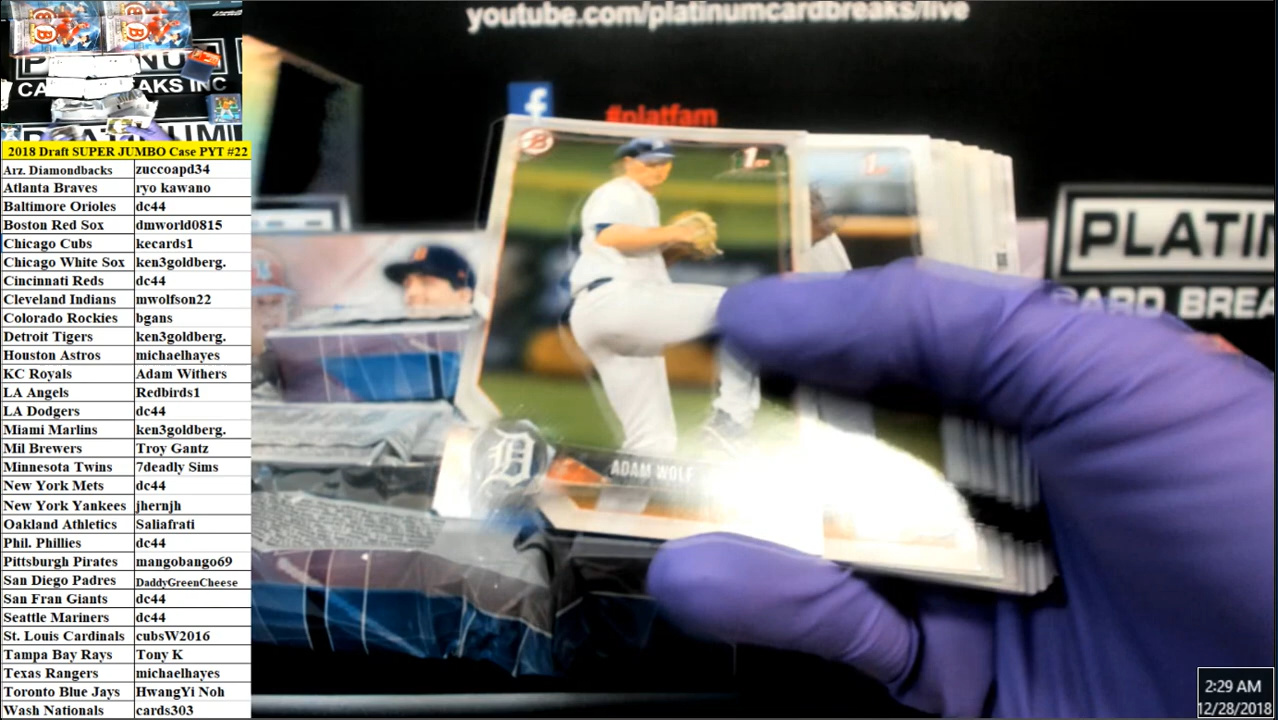 youtube.com/platinumcardbreaks/live
f
#platfam
2018 Draft SUPER JUMBO Case PYT #22
Arz. Diamondbacks zuccoapd34
Atlanta Braves ryo kawano
Baltimore Orioles dc44
Boston Red Sox dmworld0815
Chicago Cubs kecards1
Chicago White Sox ken3goldberg.
Cincinnati Reds dc44
Cleveland Indians mwolfson22
Colorado Rockies bgans
Detroit Tigers ken3goldberg.
Houston Astros michaelhayes
KC Royals Adam Withers
LA Angels Redbirds1
LA Dodgers dc44
Miami Marlins ken3goldberg.
Mil Brewers Troy Gantz
Minnesota Twins 7deadly Sims
New York Mets dc44
New York Yankees jhernjh
Oakland Athletics Saliafrati
Phil. Phillies dc44
Pittsburgh Pirates mangobango69
San Diego Padres DaddyGreenCheese
San Fran Giants dc44
Seattle Mariners dc44
St. Louis Cardinals cubsW2016
Tampa Bay Rays Tony K
Texas Rangers michaelhayes
Toronto Blue Jays HwangYi Noh
Wash Nationals cards303
B
1st
D
ADAM WOLF
PLATIN
CARD BREA
2:29 AM
12/28/2018